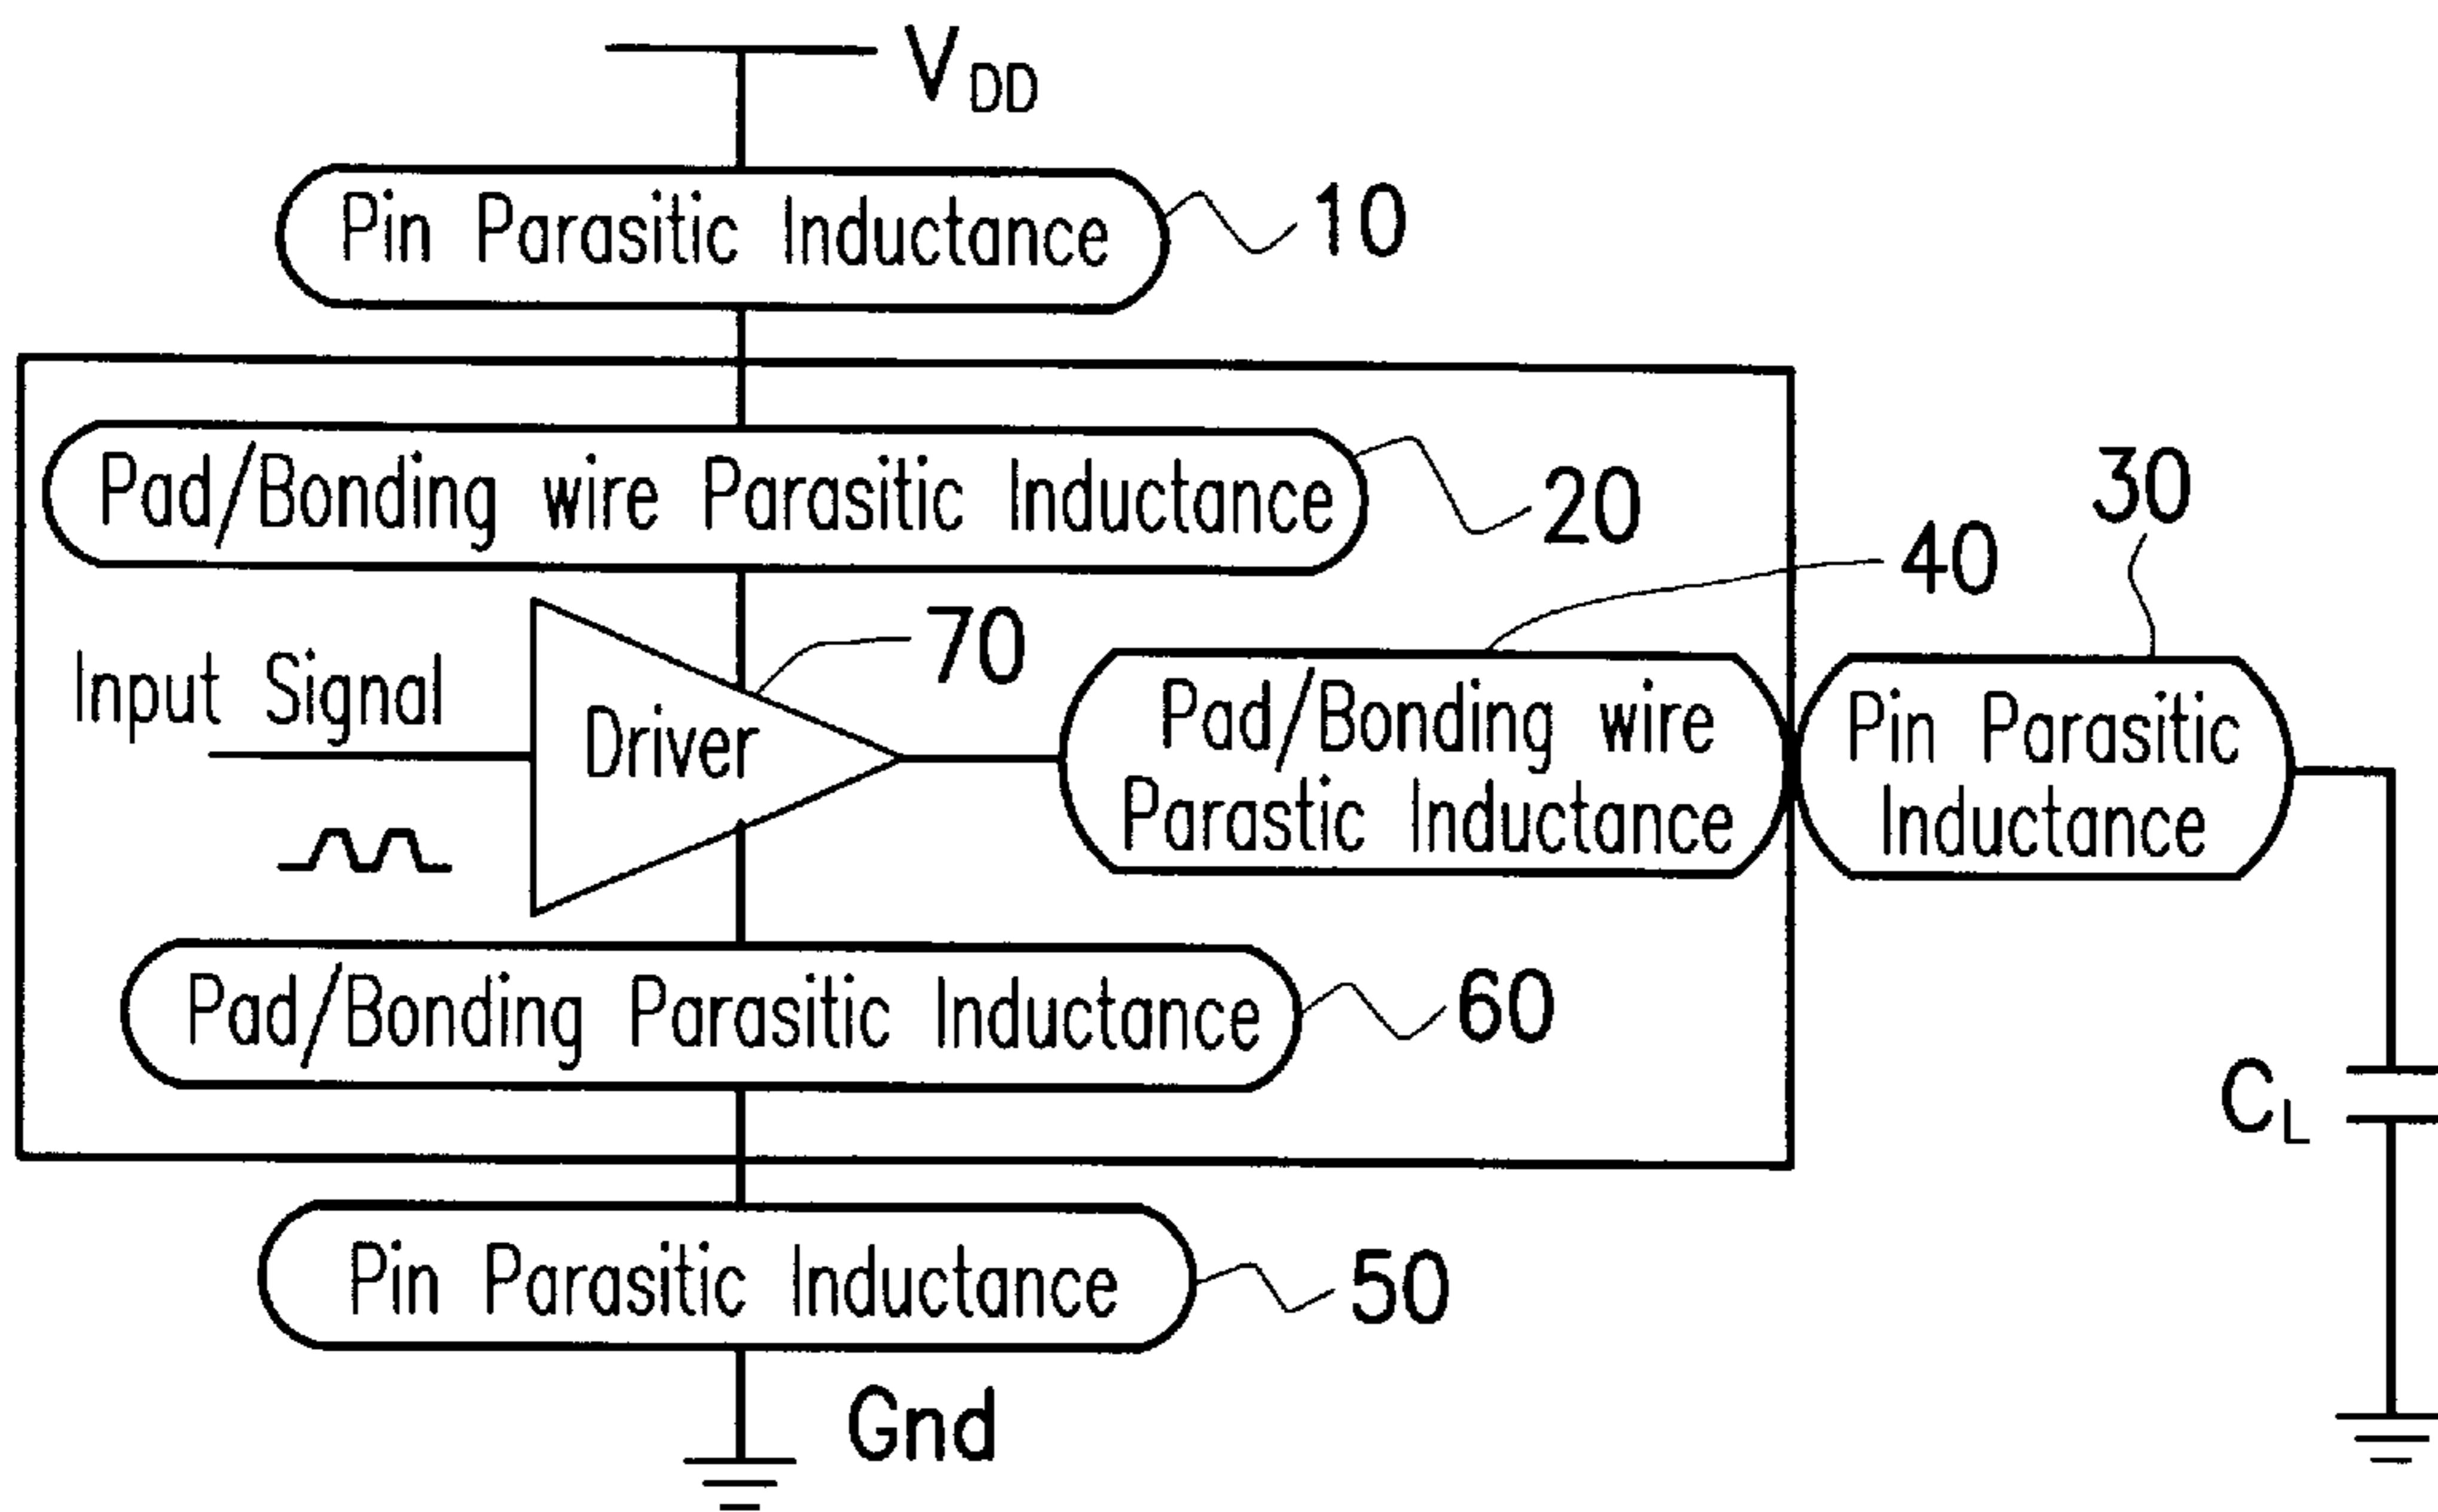 VDD
Pin Parasitic Inductance
10
Pad/Bonding wire Parasitic Inductance
20
30
40
70
Input Signal
Driver
Pad/Bonding wire
Parastic Inductance
Pin Parasitic
Inductance
Pad/Bonding Parasitic Inductance
60
CL
Pin Parasitic Inductance
50
Gnd